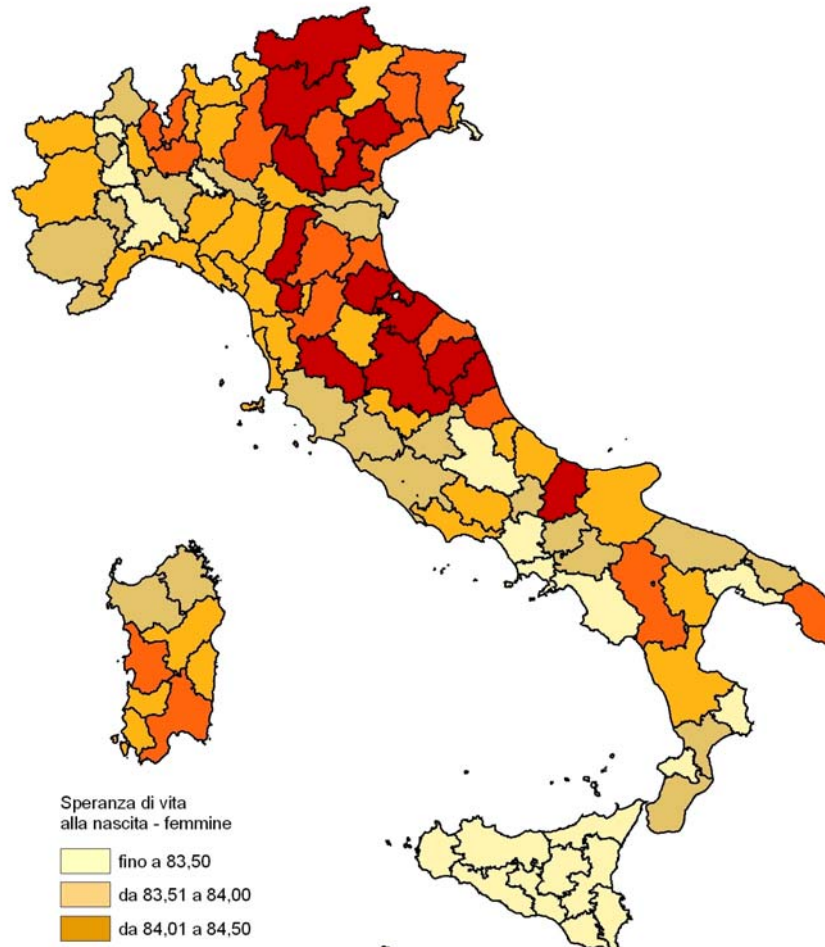 Speranza di vita
alla nascita - femmine
fino a 83,50
da 83,51 a 84,00
da 84,01 a 84,50